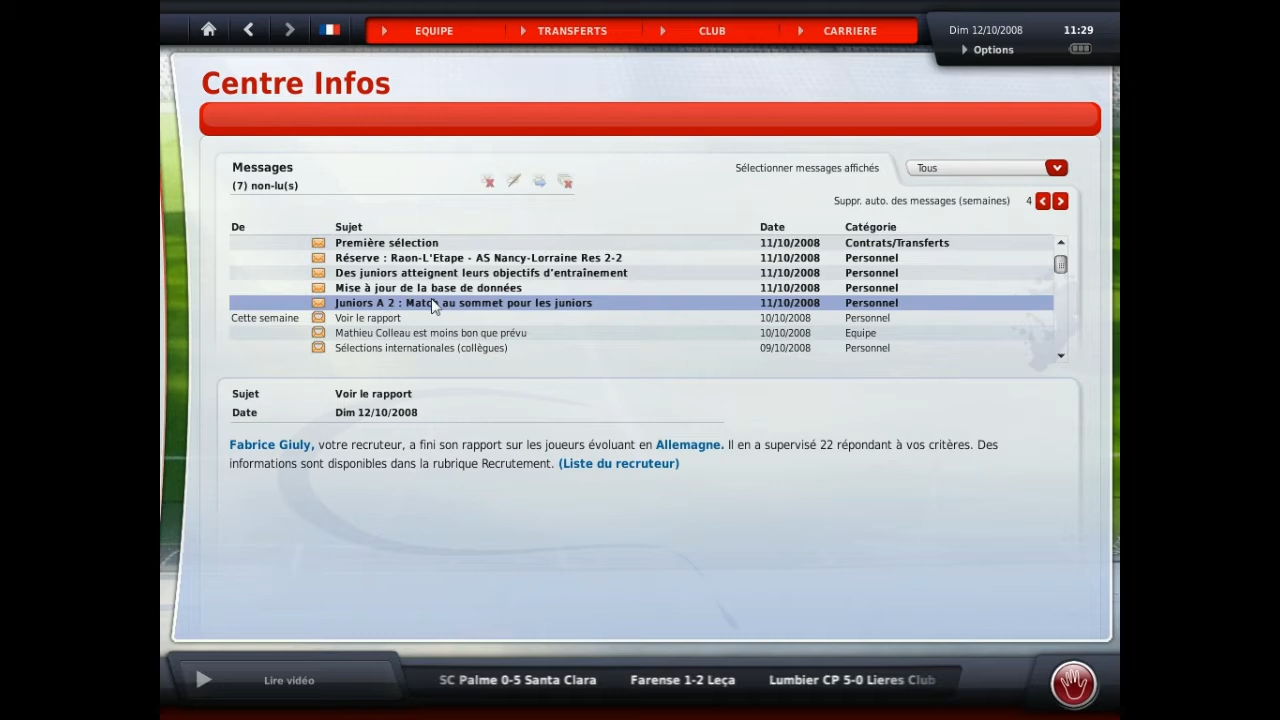 EQUIPE TRANSFERTS CLUB CARRIERE
Dim 12/10/2008 11:29
Options
Centre Infos
Messages
(7) non-lu(s)
Sélectionner messages affichés Tous
Suppr. auto. des messages (semaines) 4
De Sujet Date Catégorie
Première sélection 11/10/2008 Contrats/Transferts
Réserve : Raon-L'Etape - AS Nancy-Lorraine Res 2-2 11/10/2008 Personnel
Des juniors atteignent leurs objectifs d'entraînement 11/10/2008 Personnel
Mise à jour de la base de données 11/10/2008 Personnel
Juniors A 2 : Match au sommet pour les juniors 11/10/2008 Personnel
Cette semaine Voir le rapport 10/10/2008 Personnel
Mathieu Colleau est moins bon que prévu 10/10/2008 Equipe
Sélections internationales (collègues) 09/10/2008 Personnel
Sujet Voir le rapport
Date Dim 12/10/2008
Fabrice Giuly, votre recruteur, a fini son rapport sur les joueurs évoluant en Allemagne. Il en a supervisé 22 répondant à vos critères. Des
informations sont disponibles dans la rubrique Recrutement. (Liste du recruteur)
Lire vidéo SC Palme 0-5 Santa Clara Farense 1-2 Leça Lumbier CP 5-0 Lieres Club